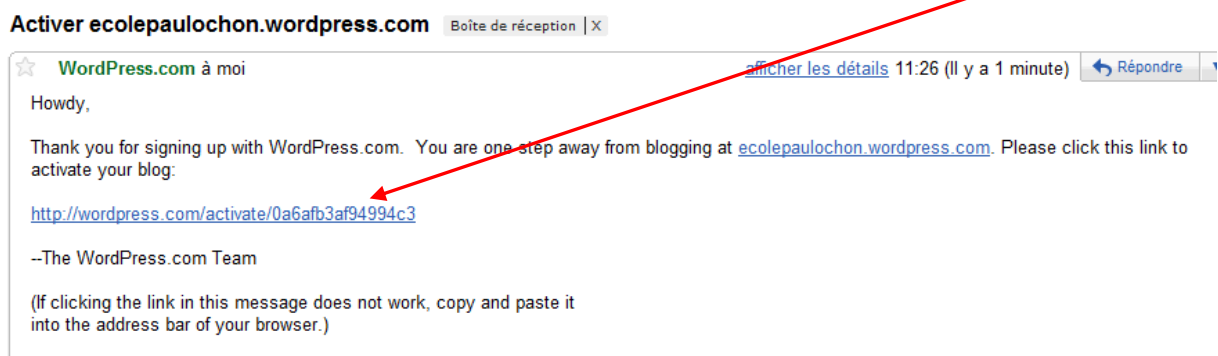 Activer ecolepaulochon.wordpress.com Boîte de réception | X
WordPress.com à moi afficher les détails 11:26 (Il y a 1 minute) Répondre
Howdy,
Thank you for signing up with WordPress.com. You are one step away from blogging at ecolepaulochon.wordpress.com. Please click this link to
activate your blog:
http://wordpress.com/activate/0a6afb3af94994c3
--The WordPress.com Team
(If clicking the link in this message does not work, copy and paste it
into the address bar of your browser.)